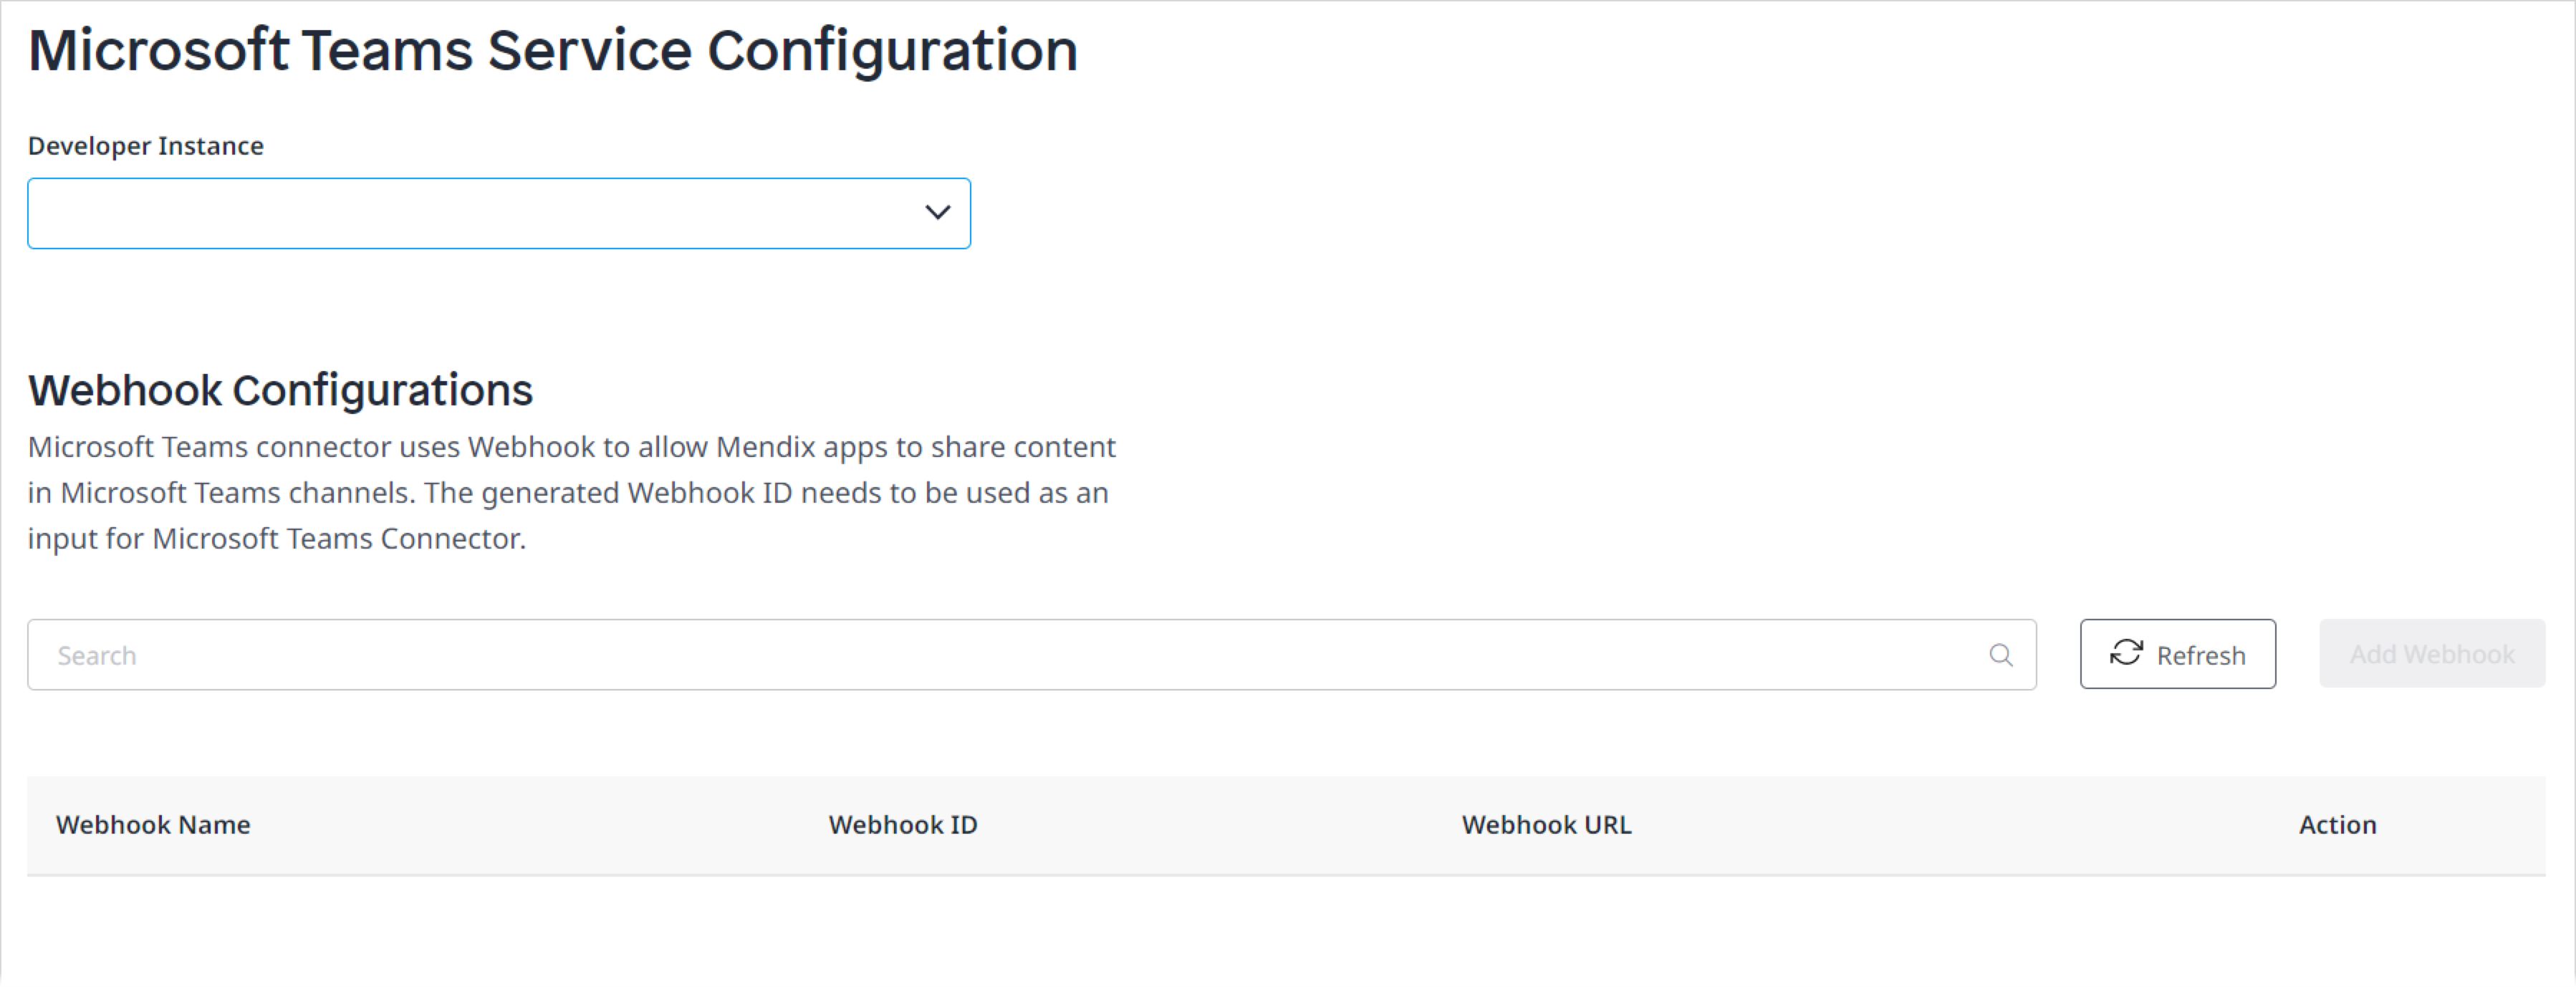 Microsoft Teams Service Configuration
Developer Instance
Webhook Configurations
Microsoft Teams connector uses Webhook to allow Mendix apps to share content
in Microsoft Teams channels. The generated Webhook ID needs to be used as an
input for Microsoft Teams Connector.
Search
Refresh
Add Webhook
Webhook Name
Webhook ID
Webhook URL
Action